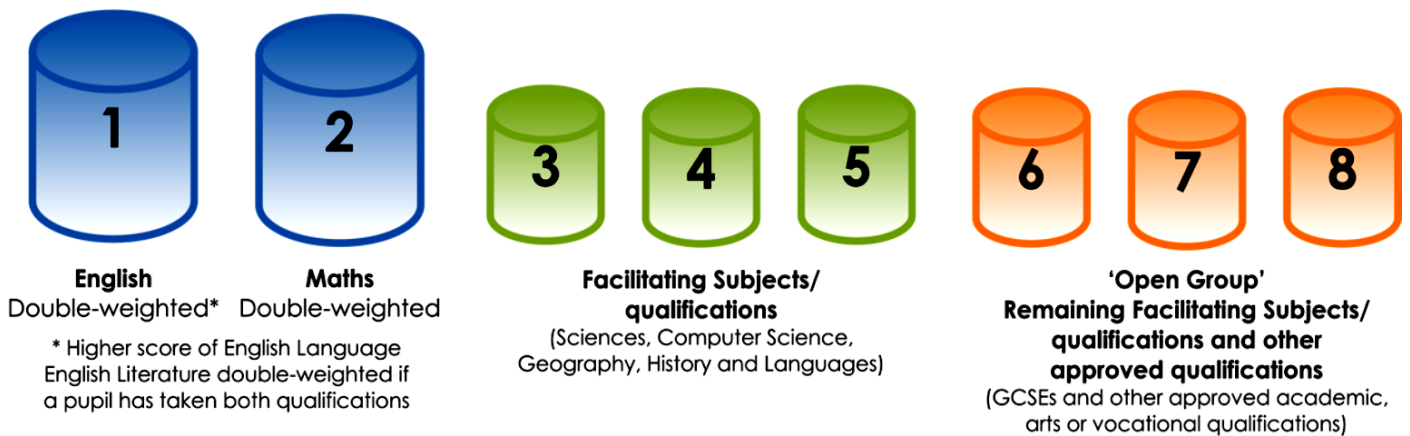 1
2
3
4
5
6
7
8
English
Double-weighted*
Maths
Double-weighted
* Higher score of English Language
English Literature double-weighted if
a pupil has taken both qualifications
Facilitating Subjects/
qualifications
(Sciences, Computer Science,
Geography, History and Languages)
‘Open Group’
Remaining Facilitating Subjects/
qualifications and other
approved qualifications
(GCSEs and other approved academic,
arts or vocational qualifications)